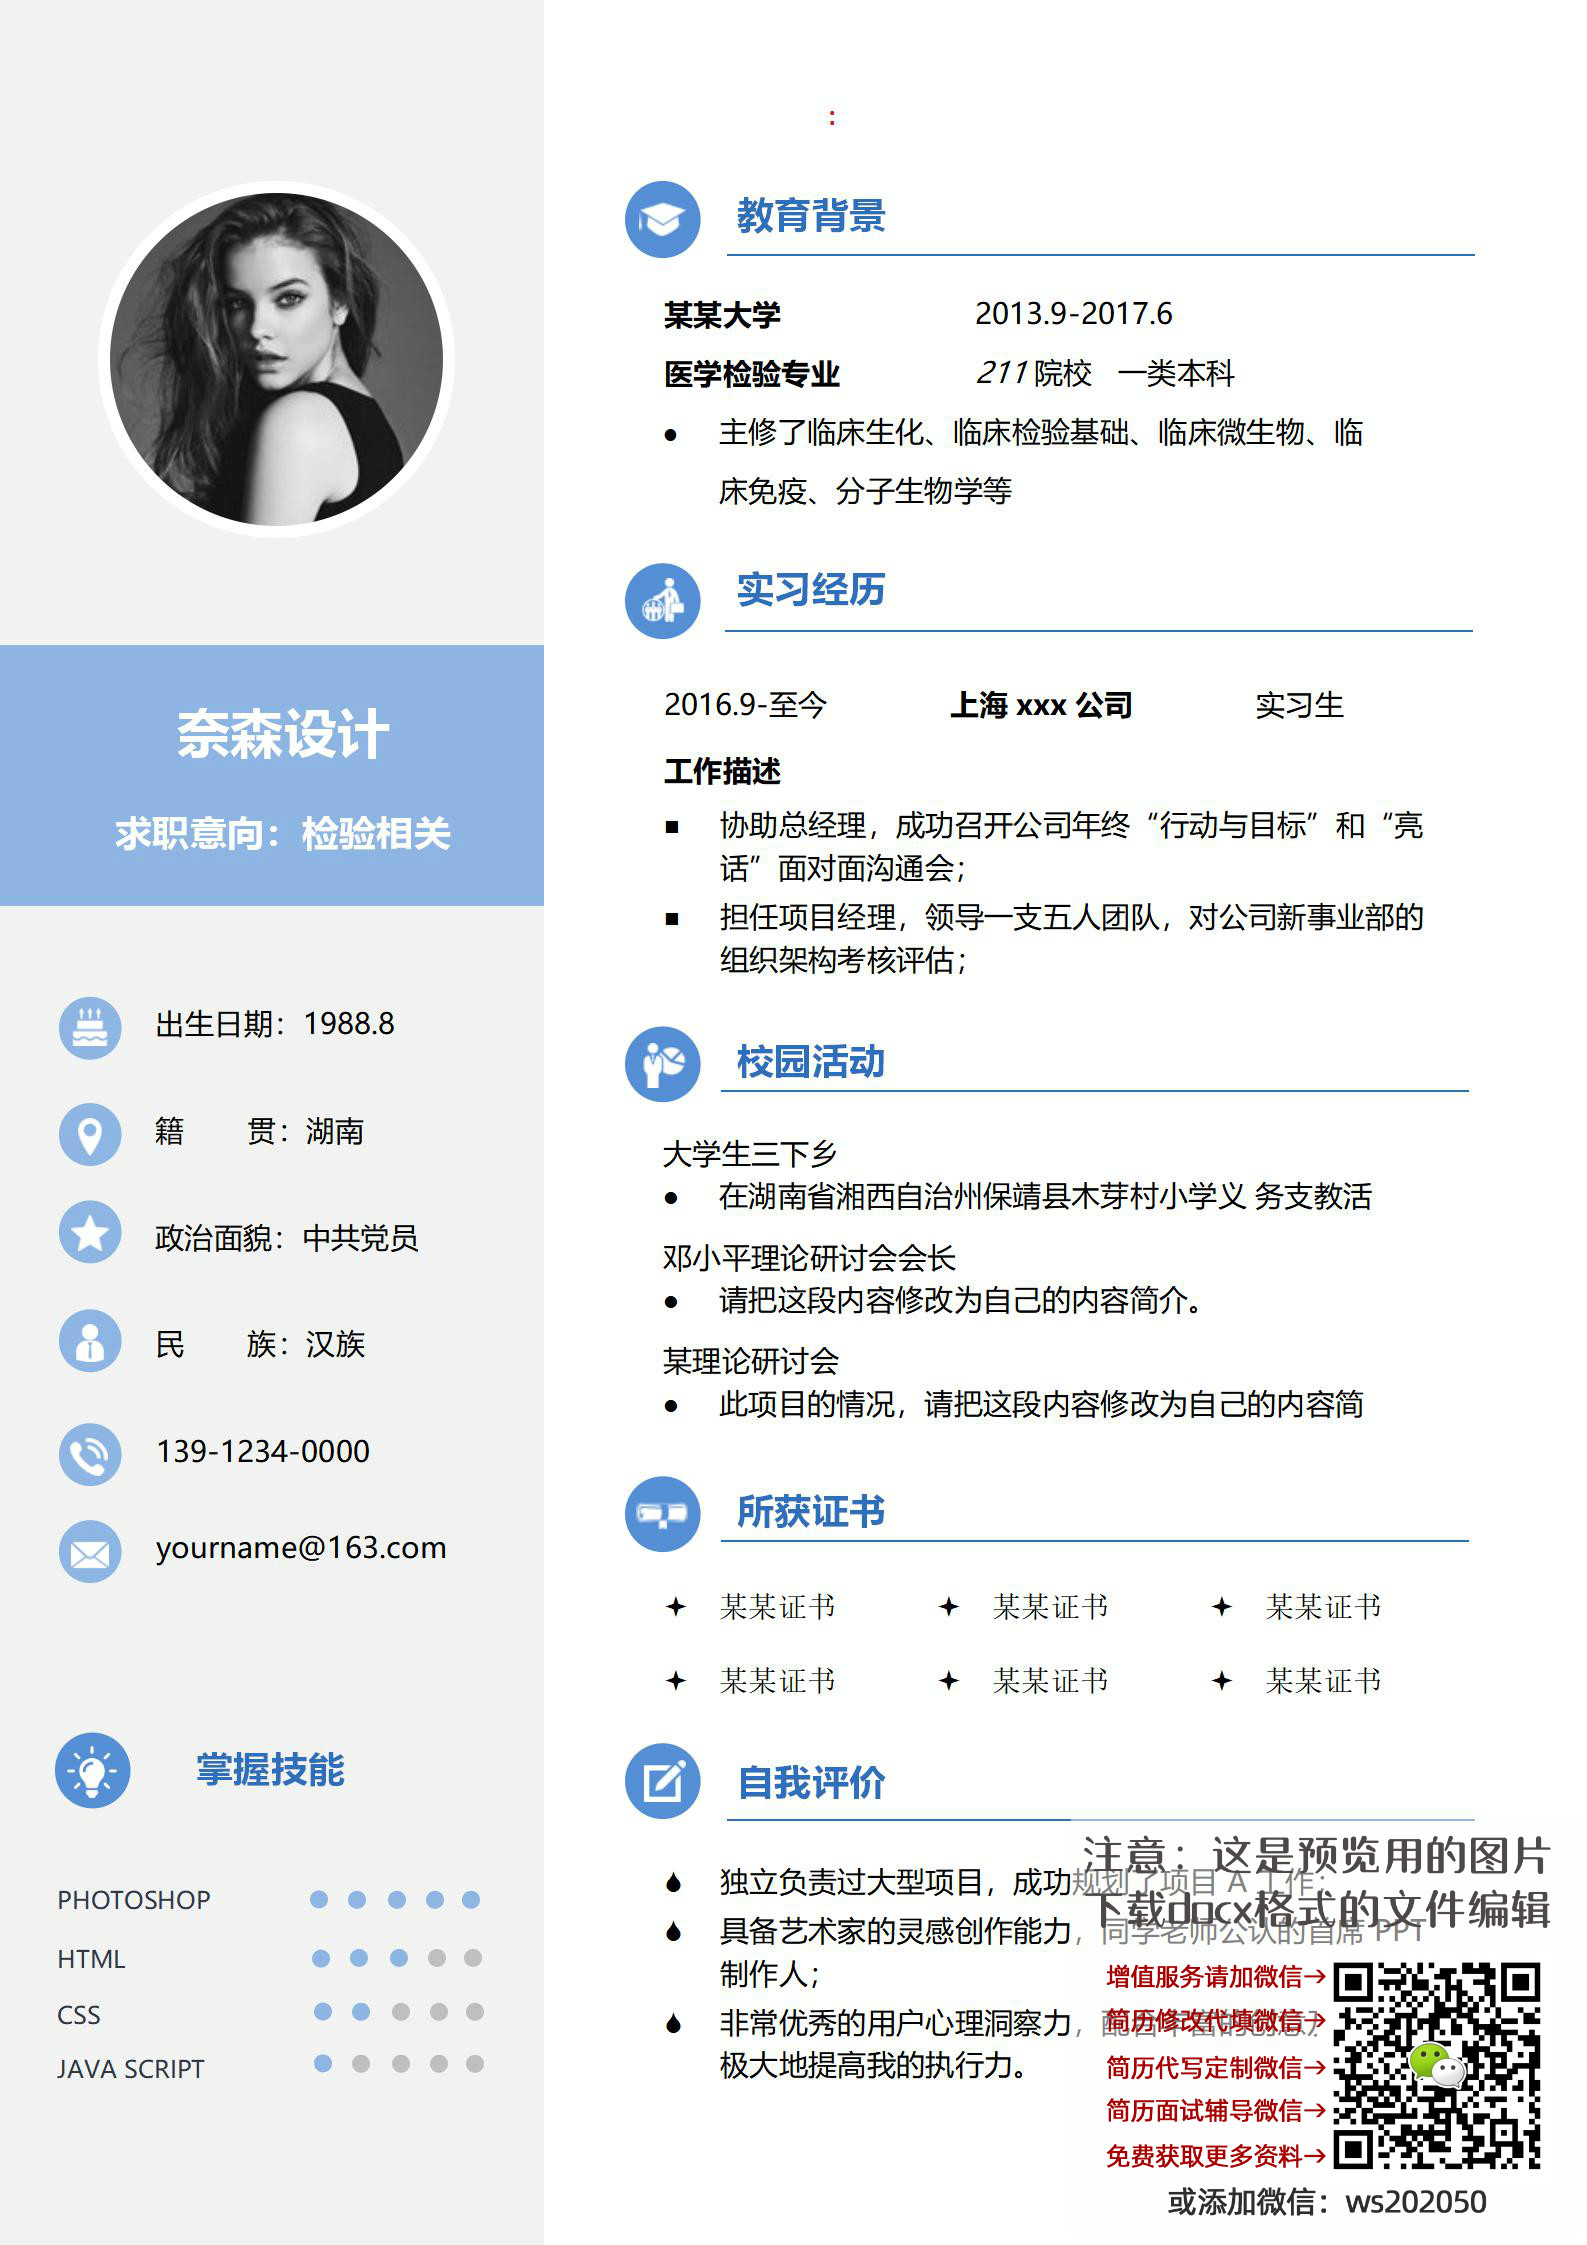 :
教育背景
某某大学 2013.9-2017.6
医学检验专业 211院校 一类本科
● 主修了临床生化、临床检验基础、临床微生物、临
床免疫、分子生物学等
实习经历
2016.9-至今 上海 xxx 公司 实习生
工作描述
■ 协助总经理，成功召开公司年终“行动与目标”和“亮
话”面对面沟通会；
■ 担任项目经理，领导一支五人团队，对公司新事业部的
组织架构考核评估；
校园活动
大学生三下乡
● 在湖南省湘西自治州保靖县木芽村小学义 务支教活
邓小平理论研讨会会长
● 请把这段内容修改为自己的内容简介。
某理论研讨会
● 此项目的情况，请把这段内容修改为自己的内容简
所获证书
某某证书 某某证书 某某证书
某某证书 某某证书 某某证书
自我评价
独立负责过大型项目，成功规划了项目 A 工作；
具备艺术家的灵感创作能力，同学老师公认的首席 PPT
制作人；
非常优秀的用户心理洞察力，配合丰富的创意
极大地提高我的执行力。
奈森设计
求职意向：检验相关
出生日期：1988.8
籍 贯：湖南
政治面貌：中共党员
民 族：汉族
139-1234-0000
yourname@163.com
掌握技能
PHOTOSHOP
HTML
CSS
JAVA SCRIPT
注意：这是预览用的图片
下载docx格式的文件编辑
增值服务请加微信→
简历修改代填微信→
简历代写定制微信→
简历面试辅导微信→
免费获取更多资料→
或添加微信：ws202050